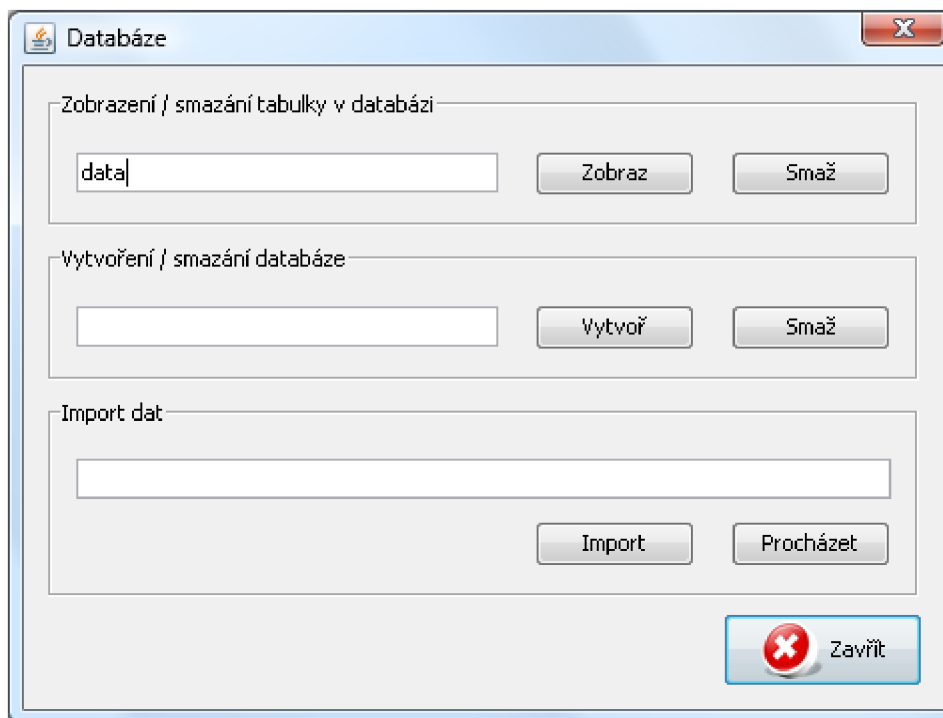 Databáze
Zobrazení / smazání tabulky v databázi
data
Zobraz
Smaž
Vytvoření / smazání databáze
Vytvoř
Smaž
Import dat
Import
Procházet
Zavřít